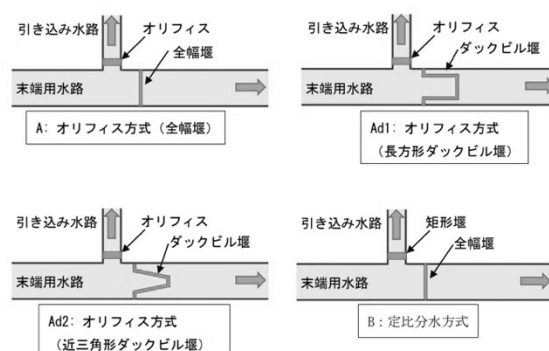 引き込み水路
オリフィス
全幅堰
末端用水路
A: オリフィス方式（全幅堰）
引き込み水路
オリフィス
ダックビル堰
末端用水路
Ad1: オリフィス方式
（長方形ダックビル堰）
引き込み水路
オリフィス
ダックビル堰
末端用水路
Ad2: オリフィス方式
（近三角形ダックビル堰）
引き込み水路
矩形堰
全幅堰
末端用水路
B：定比分水方式